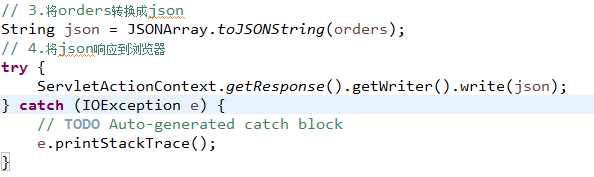 // 3.将orders转换成json
String json = JSONArray.toJSONString(orders);
// 4.将json响应到浏览器
try {
    ServletActionContext.getResponse().getWriter().write(json);
} catch (IOException e) {
    // TODO Auto-generated catch block
    e.printStackTrace();
}